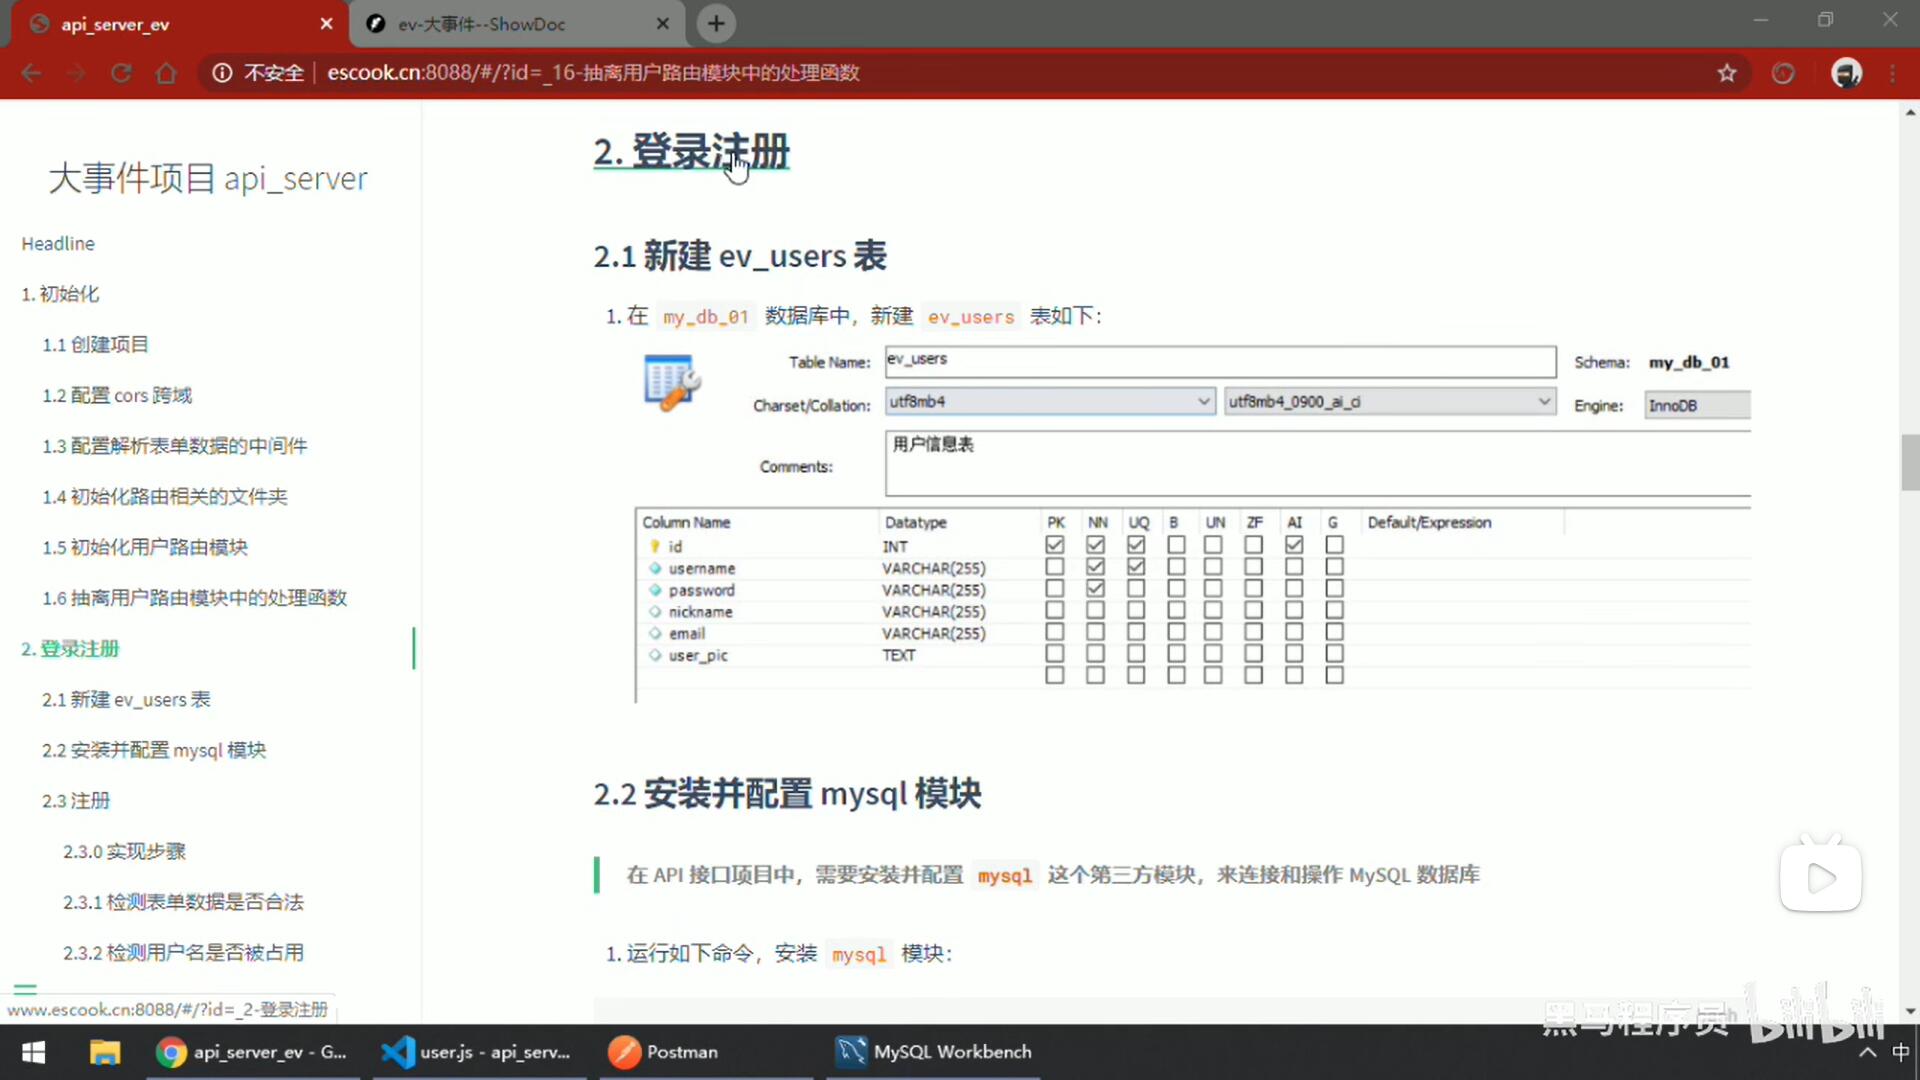 api_server_ev
ev-大事件--ShowDoc
不安全
escook.cn:8088/#/?id=_16-抽离用户路由模块中的处理函数
大事件项目 api_server
Headline
1. 初始化
1.1 创建项目
1.2 配置 cors 跨域
1.3 配置解析表单数据的中间件
1.4 初始化路由相关的文件夹
1.5 初始化用户路由模块
1.6 抽离用户路由模块中的处理函数
2. 登录注册
2.1 新建 ev_users 表
2.2 安装并配置 mysql 模块
2.3 注册
2.3.0 实现步骤
2.3.1 检测表单数据是否合法
2.3.2 检测用户名是否被占用
www.escook.cn:8088/#/?id=_2-登录注册
2. 登录注册
2.1 新建 ev_users 表
1. 在 my_db_01 数据库中，新建 ev_users 表如下：
Table Name: ev_users Schema: my_db_01
Charset/Collation: utf8mb4 utf8mb4_0900_ai_ci Engine: InnoDB
Comments: 用户信息表
Column Name Datatype PK NN UQ B UN ZF AI G Default/Expression
id INT
username VARCHAR(255)
password VARCHAR(255)
nickname VARCHAR(255)
email VARCHAR(255)
user_pic TEXT
2.2 安装并配置 mysql 模块
在 API 接口项目中，需要安装并配置 mysql 这个第三方模块，来连接和操作 MySQL 数据库
1. 运行如下命令，安装 mysql 模块：
黑马程序员 bilibili
api_server_ev - G...
user.js - api_serv...
Postman
MySQL Workbench
中